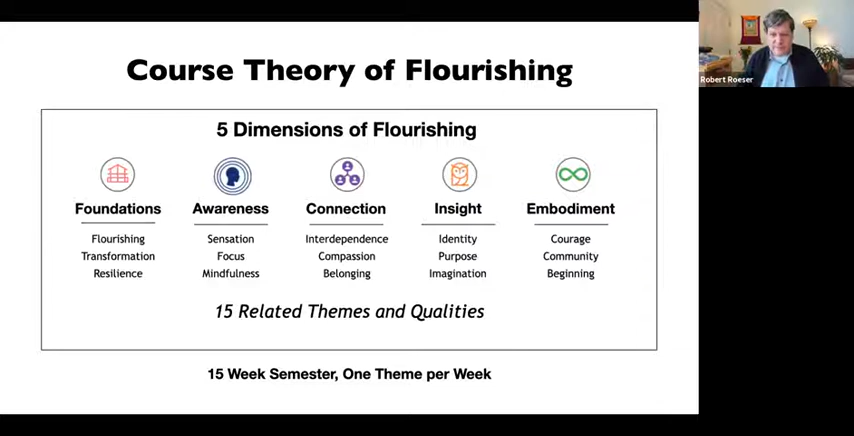 Course Theory of Flourishing
Robert Roeser
5 Dimensions of Flourishing
Foundations
Flourishing
Transformation
Resilience
Awareness
Sensation
Focus
Mindfulness
Connection
Interdependence
Compassion
Belonging
Insight
Identity
Purpose
Imagination
Embodiment
Courage
Community
Beginning
15 Related Themes and Qualities
15 Week Semester, One Theme per Week